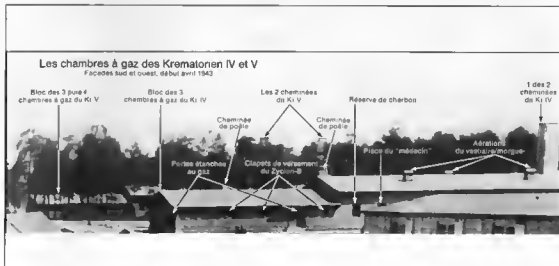 Les chambres à gaz des Krematorien IV et V
Façades sud et ouest, début avril 1943
Bloc des 3 puis 4
chambres à gaz du Kr V
Bloc des 3
chambres à gaz du Kr IV
Les 2 cheminées
du Kr V
1 des 2
cheminées
du Kr IV
Réserve de charbon
Cheminée
de poêle
Cheminée
de poêle
Place du "médecin"
Aérations
du vestiaire/morgue
Portes étanches
au gaz
Clapets de versement
du Zyclon-B